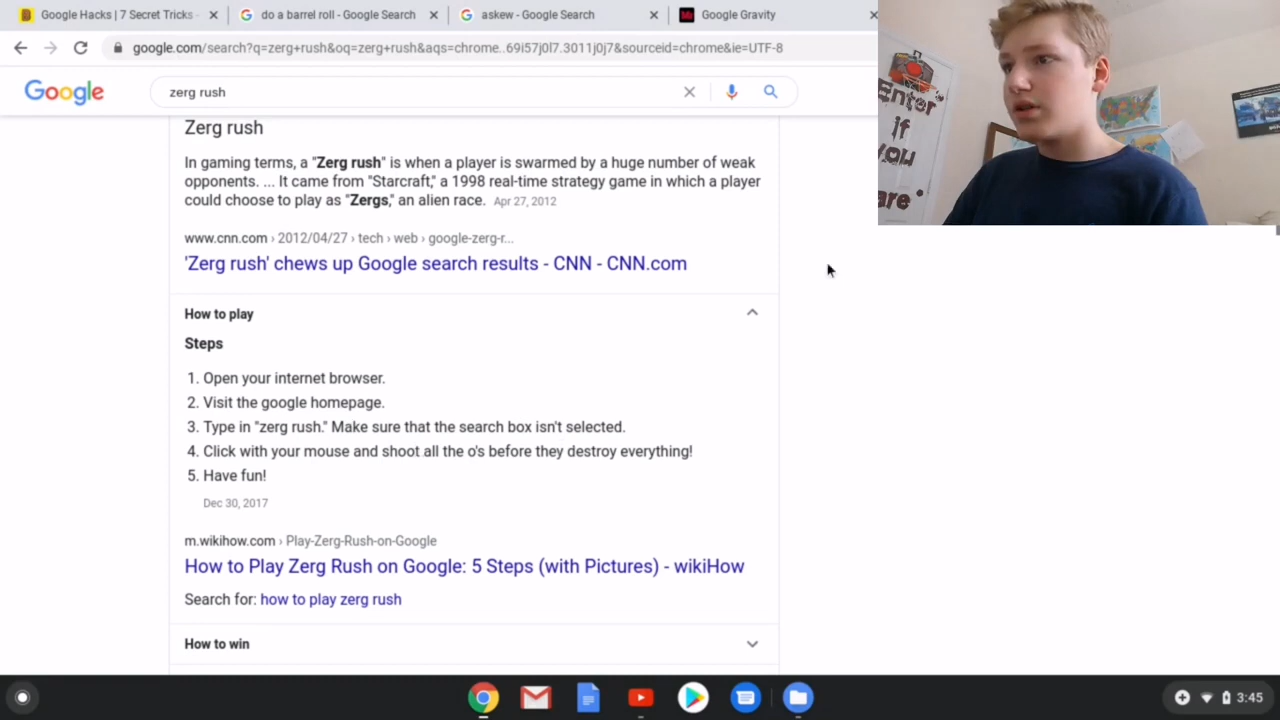 Google Hacks | 7 Secret Tricks -
do a barrel roll - Google Search
askew - Google Search
Google Gravity
google.com/search?q=zerg+rush&oq=zerg+rush&aqs=chrome..69i57j0l7.3011j0j7&sourceid=chrome&ie=UTF-8
Google
zerg rush
Enter
if
you
are
Zerg rush
In gaming terms, a "Zerg rush" is when a player is swarmed by a huge number of weak
opponents. ... It came from "Starcraft," a 1998 real-time strategy game in which a player
could choose to play as "Zergs," an alien race. Apr 27, 2012
www.cnn.com › 2012/04/27 › tech › web › google-zerg-r...
'Zerg rush' chews up Google search results - CNN - CNN.com
How to play
Steps
1. Open your internet browser.
2. Visit the google homepage.
3. Type in "zerg rush." Make sure that the search box isn't selected.
4. Click with your mouse and shoot all the o's before they destroy everything!
5. Have fun!
Dec 30, 2017
m.wikihow.com › Play-Zerg-Rush-on-Google
How to Play Zerg Rush on Google: 5 Steps (with Pictures) - wikiHow
Search for: how to play zerg rush
How to win
3:45